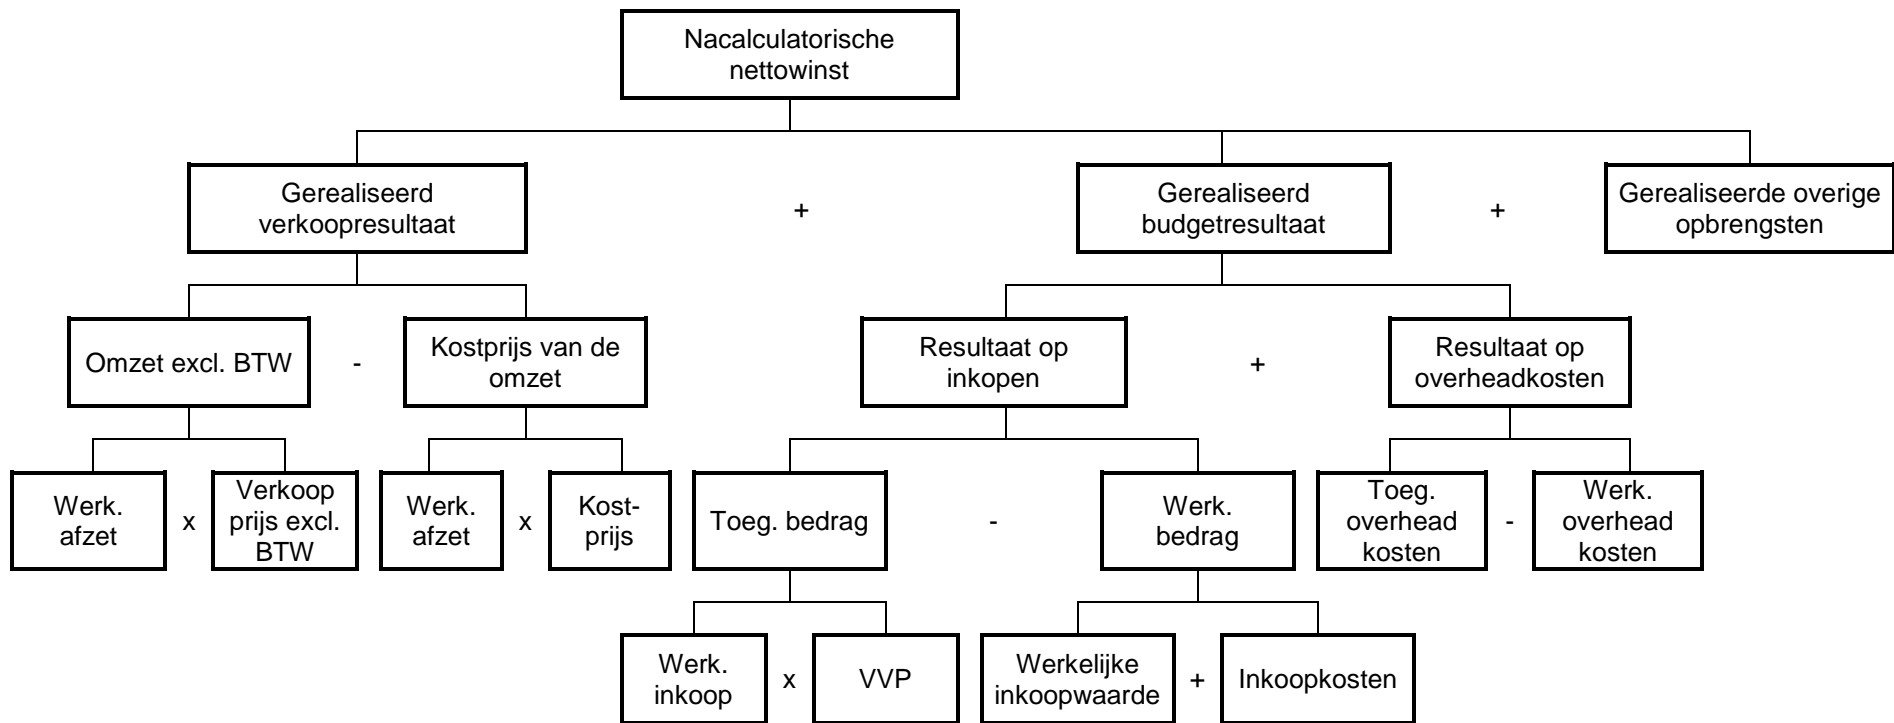 Nacalculatorische
nettowinst
Gerealiseerd
verkoopresultaat
+
Gerealiseerd
budgetresultaat
+
Gerealiseerde overige
opbrengsten
Omzet excl. BTW
-
Kostprijs van de
omzet
Resultaat op
inkopen
+
Resultaat op
overheadkosten
Werk.
afzet
x
Verkoop
prijs excl.
BTW
Werk.
afzet
x
Kost-
prijs
Toeg. bedrag
-
Werk.
bedrag
Toeg.
overhead
kosten
-
Werk.
overhead
kosten
Werk.
inkoop
x
VVP
Werkelijke
inkoopwaarde
+
Inkoopkosten